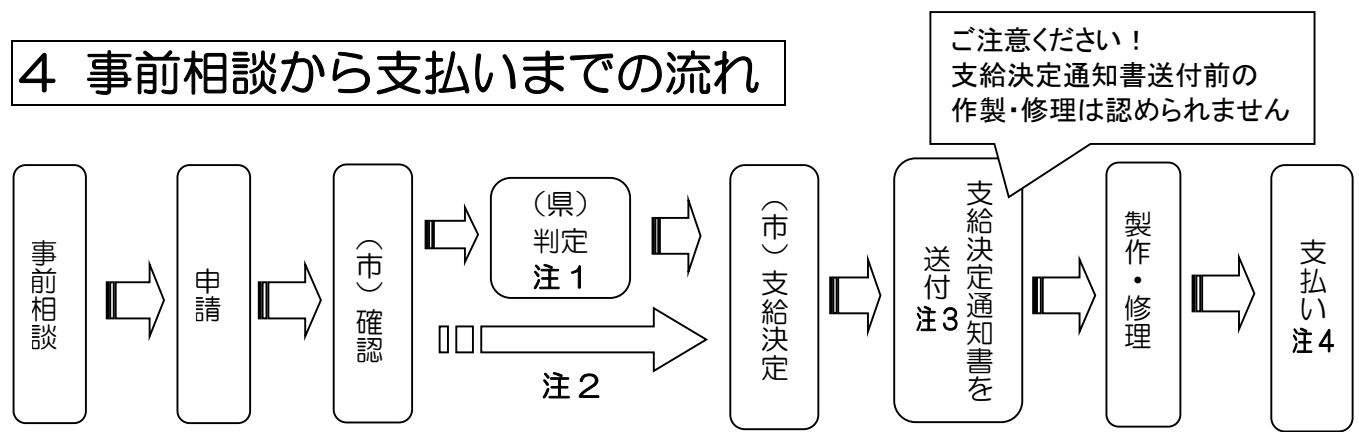 ４ 事前相談から支払いまでの流れ
ご注意ください！
支給決定通知書送付前の
作製・修理は認められません
事前相談
申請
（市）確認
（県）
判定
注１
注２
（市）支給決定
支給決定通知書を
送付
注３
製作・修理
支払い
注４